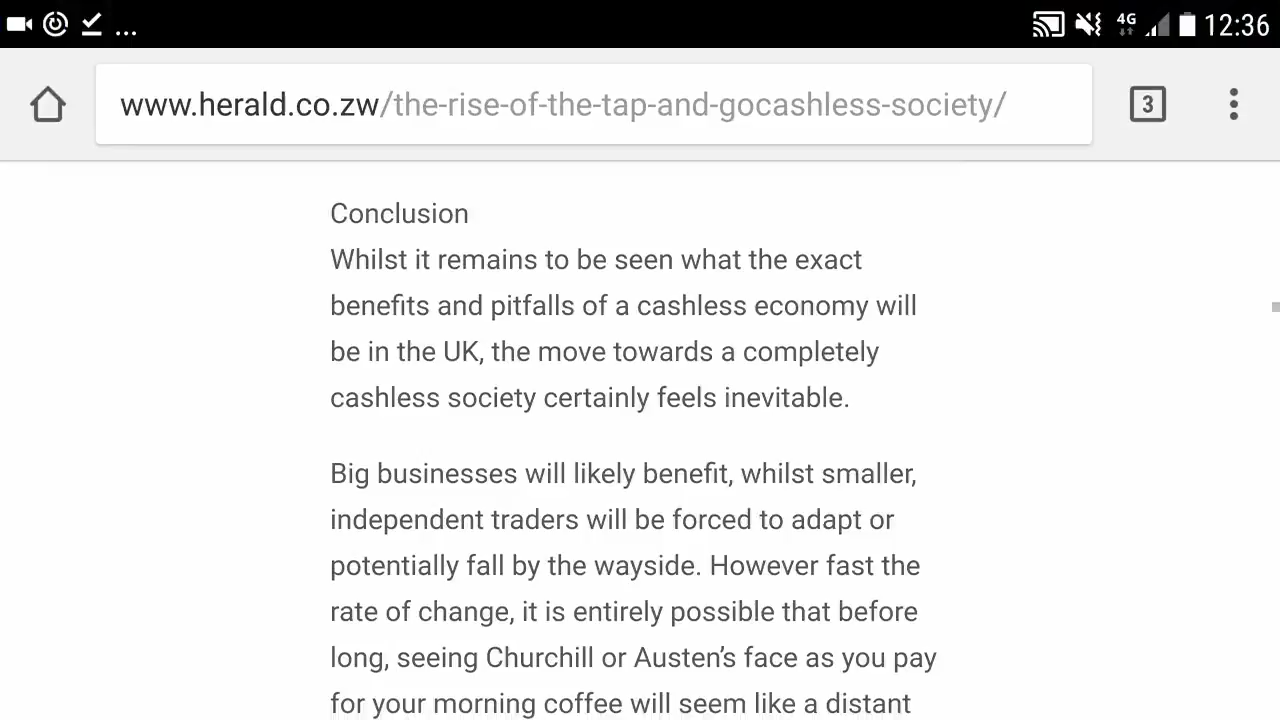 ... 4G 12:36
www.herald.co.zw/the-rise-of-the-tap-and-gocashless-society/ 3
Conclusion
Whilst it remains to be seen what the exact
benefits and pitfalls of a cashless economy will
be in the UK, the move towards a completely
cashless society certainly feels inevitable.
Big businesses will likely benefit, whilst smaller,
independent traders will be forced to adapt or
potentially fall by the wayside. However fast the
rate of change, it is entirely possible that before
long, seeing Churchill or Austen’s face as you pay
for your morning coffee will seem like a distant